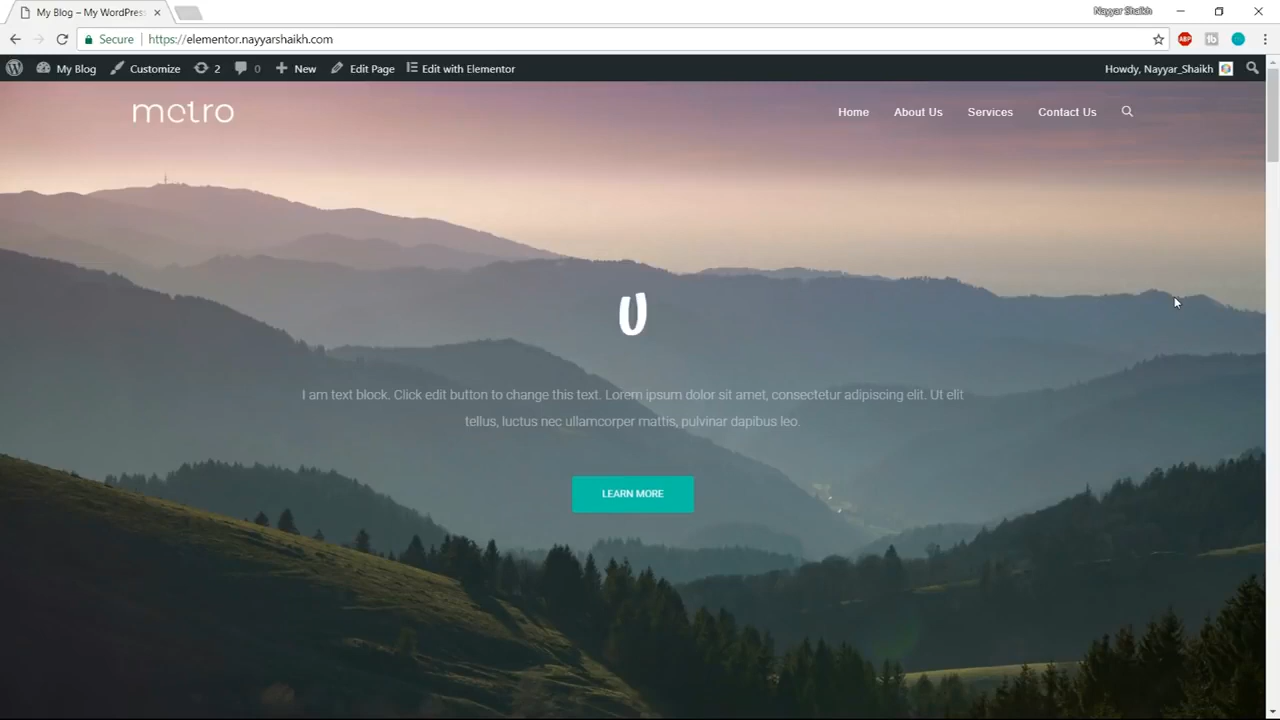 My Blog – My WordPres
Nayyar Shaikh
Secure https://elementor.nayyarshaikh.com
ABP
My Blog Customize 2 0 New Edit Page Edit with Elementor Howdy, Nayyar_Shaikh
metro Home About Us Services Contact Us
U
I am text block. Click edit button to change this text. Lorem ipsum dolor sit amet, consectetur adipiscing elit. Ut elit
tellus, luctus nec ullamcorper mattis, pulvinar dapibus leo.
LEARN MORE